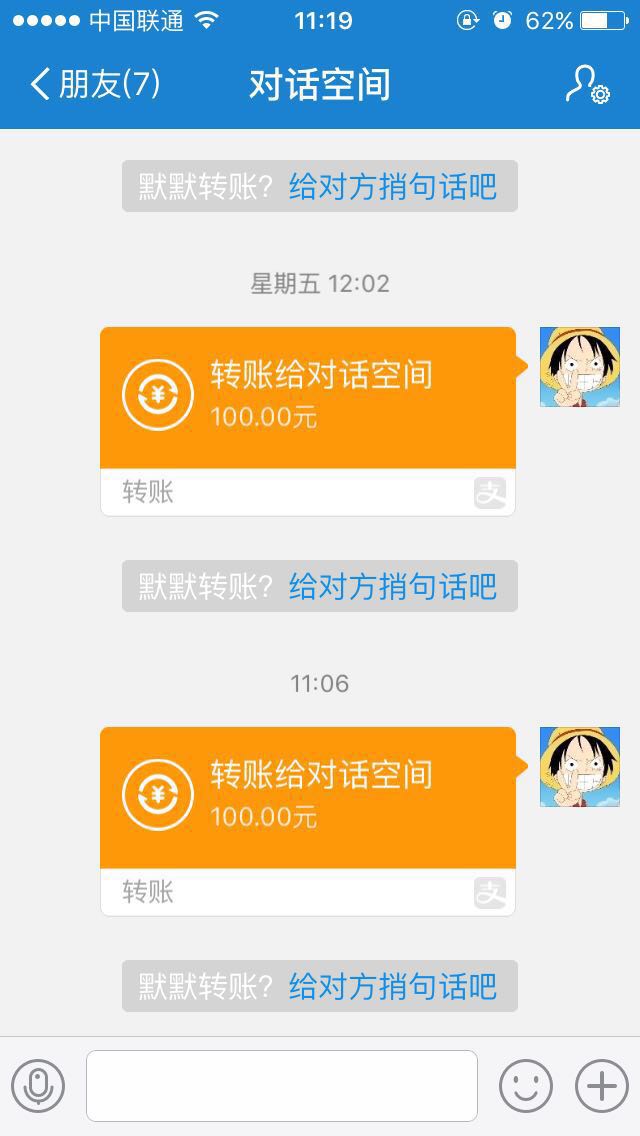 中国联通 11:19 62%
朋友(7) 对话空间
默默转账? 给对方捎句话吧
星期五 12:02
转账给对话空间
100.00元
转账 支
默默转账? 给对方捎句话吧
11:06
转账给对话空间
100.00元
转账 支
默默转账? 给对方捎句话吧